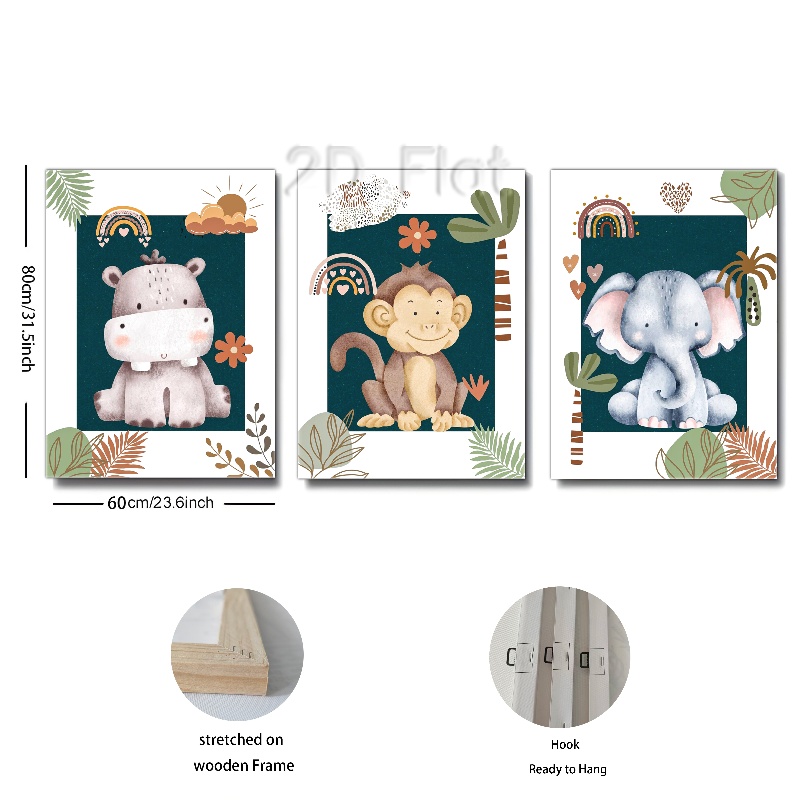 2D Flat
80cm/31.5inch
60cm/23.6inch
stretched on
wooden Frame
Hook
Ready to Hang